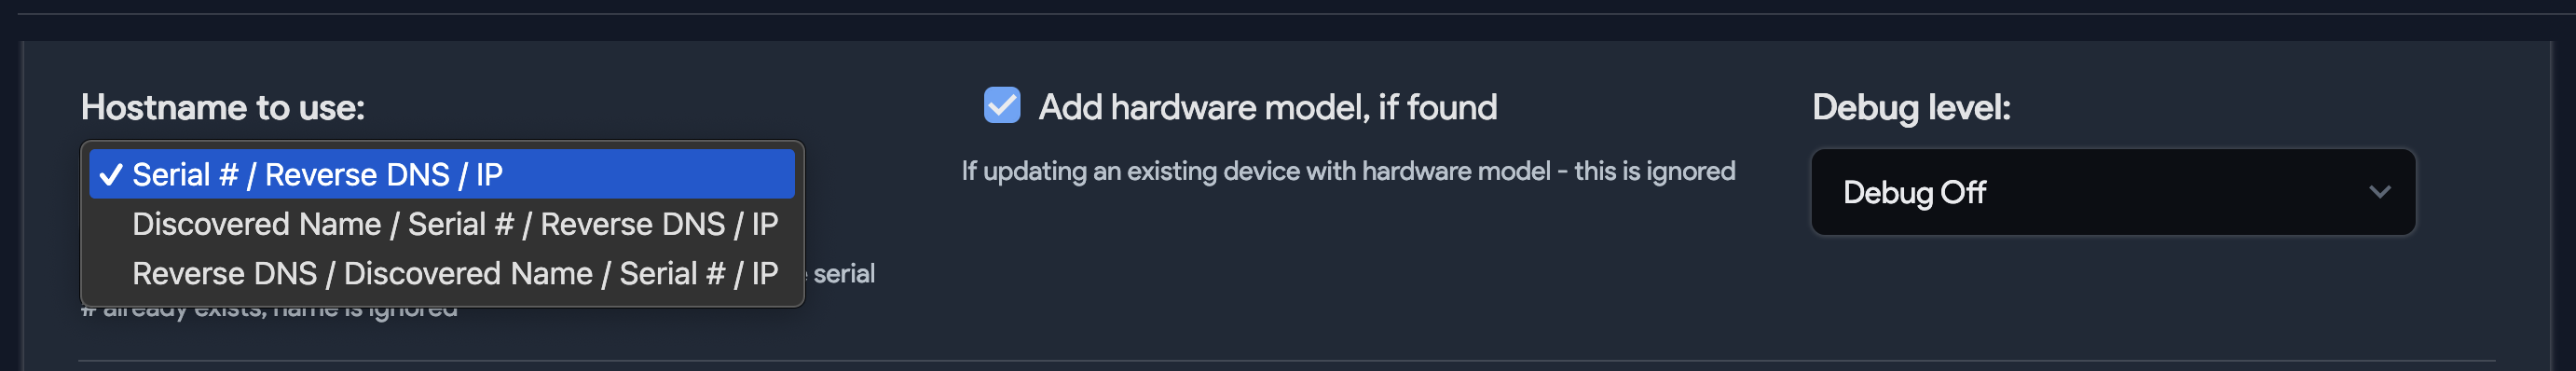 Hostname to use:
Serial # / Reverse DNS / IP
Discovered Name / Serial # / Reverse DNS / IP
Reverse DNS / Discovered Name / Serial # / IP
serial
# already exists, name is ignored
Add hardware model, if found
If updating an existing device with hardware model - this is ignored
Debug level:
Debug Off